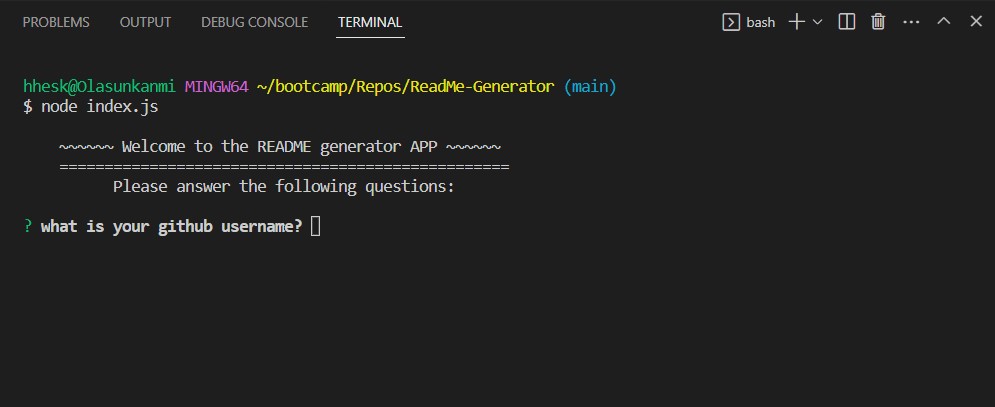 PROBLEMS OUTPUT DEBUG CONSOLE TERMINAL bash
hhesk@Olasunkanmi MINGW64 ~/bootcamp/Repos/ReadMe-Generator (main)
$ node index.js
~~~~~~ Welcome to the README generator APP ~~~~~~
==================================================
Please answer the following questions:
? what is your github username?